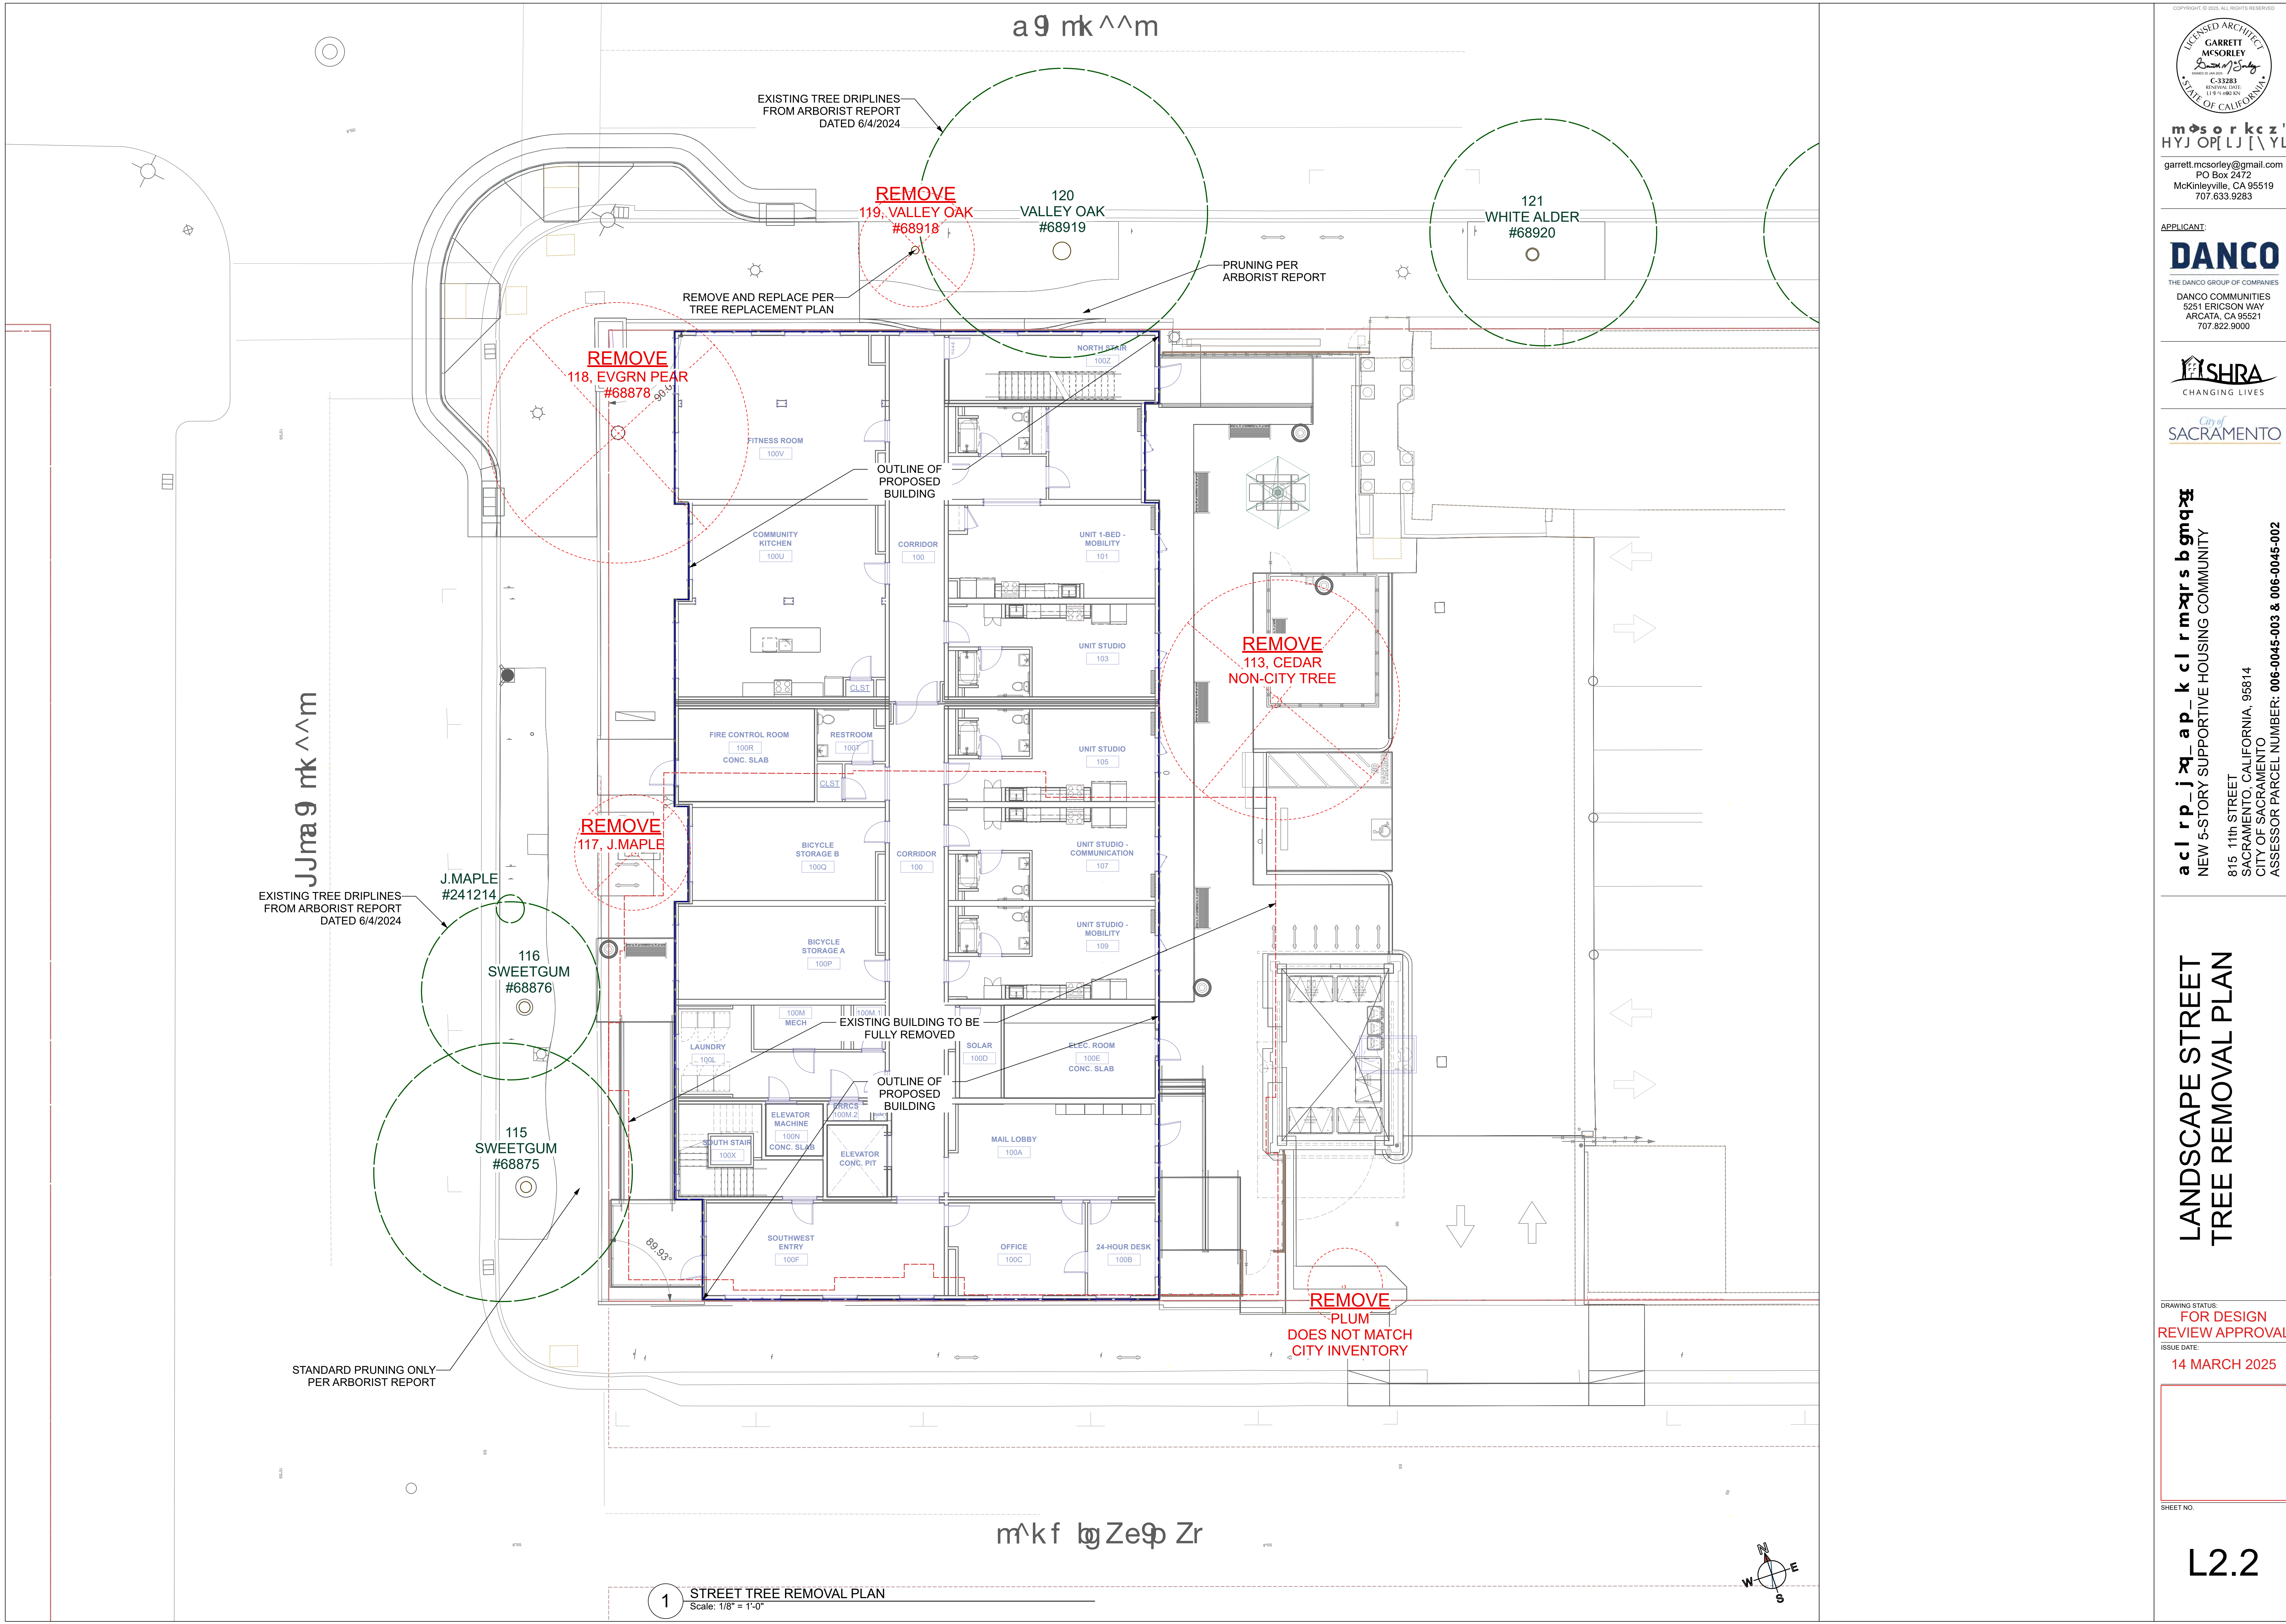 EXISTING TREE DRIPLINES
FROM ARBORIST REPORT
DATED 6/4/2024
REMOVE
119, VALLEY OAK
#68918
120
VALLEY OAK
#68919
121
WHITE ALDER
#68920
PRUNING PER
ARBORIST REPORT
REMOVE AND REPLACE PER
TREE REPLACEMENT PLAN
REMOVE
118, EVGRN PEAR
#68878
NORTH STAIR
100Z
FITNESS ROOM
100V
OUTLINE OF
PROPOSED
BUILDING
COMMUNITY
KITCHEN
100U
CORRIDOR
100
UNIT 1-BED -
MOBILITY
101
UNIT STUDIO
103
CLST
REMOVE
113, CEDAR
NON-CITY TREE
FIRE CONTROL ROOM
100R
CONC. SLAB
RESTROOM
100T
CLST
UNIT STUDIO
105
REMOVE
117, J.MAPLE
BICYCLE
STORAGE B
100Q
CORRIDOR
100
UNIT STUDIO -
COMMUNICATION
107
J.MAPLE
#241214
EXISTING TREE DRIPLINES
FROM ARBORIST REPORT
DATED 6/4/2024
116
SWEETGUM
#68876
BICYCLE
STORAGE A
100P
UNIT STUDIO -
MOBILITY
109
100M
MECH
100M.1
EXISTING BUILDING TO BE
FULLY REMOVED
LAUNDRY
100L
SOLAR
100D
ELEC. ROOM
100E
CONC. SLAB
OUTLINE OF
PROPOSED
BUILDING
115
SWEETGUM
#68875
SOUTH STAIR
100X
ELEVATOR
MACHINE
100N
CONC. SLAB
ERRCS
100M.2
ELEVATOR
CONC. PIT
MAIL LOBBY
100A
89.93°
SOUTHWEST
ENTRY
100F
OFFICE
100C
24-HOUR DESK
100B
REMOVE
PLUM
DOES NOT MATCH
CITY INVENTORY
STANDARD PRUNING ONLY
PER ARBORIST REPORT
N
E
W
S
1
STREET TREE REMOVAL PLAN
Scale: 1/8" = 1'-0"
COPYRIGHT, © 2025, ALL RIGHTS RESERVED
LICENSED ARCHITECT
GARRETT
McSORLEY
C-33283
RENEWAL DATE:
STATE OF CALIFORNIA
garrett.mcsorley@gmail.com
PO Box 2472
McKinleyville, CA 95519
707.633.9283
APPLICANT:
DANCO
THE DANCO GROUP OF COMPANIES
DANCO COMMUNITIES
5251 ERICSON WAY
ARCATA, CA 95521
707.822.9000
SHRA
CHANGING LIVES
City of
SACRAMENTO
NEW 5-STORY SUPPORTIVE HOUSING COMMUNITY
815 11th STREET
SACRAMENTO, CALIFORNIA, 95814
CITY OF SACRAMENTO
ASSESSOR PARCEL NUMBER: 006-0045-003 & 006-0045-002
LANDSCAPE STREET
TREE REMOVAL PLAN
DRAWING STATUS:
FOR DESIGN
REVIEW APPROVAL
ISSUE DATE:
14 MARCH 2025
SHEET NO.
L2.2